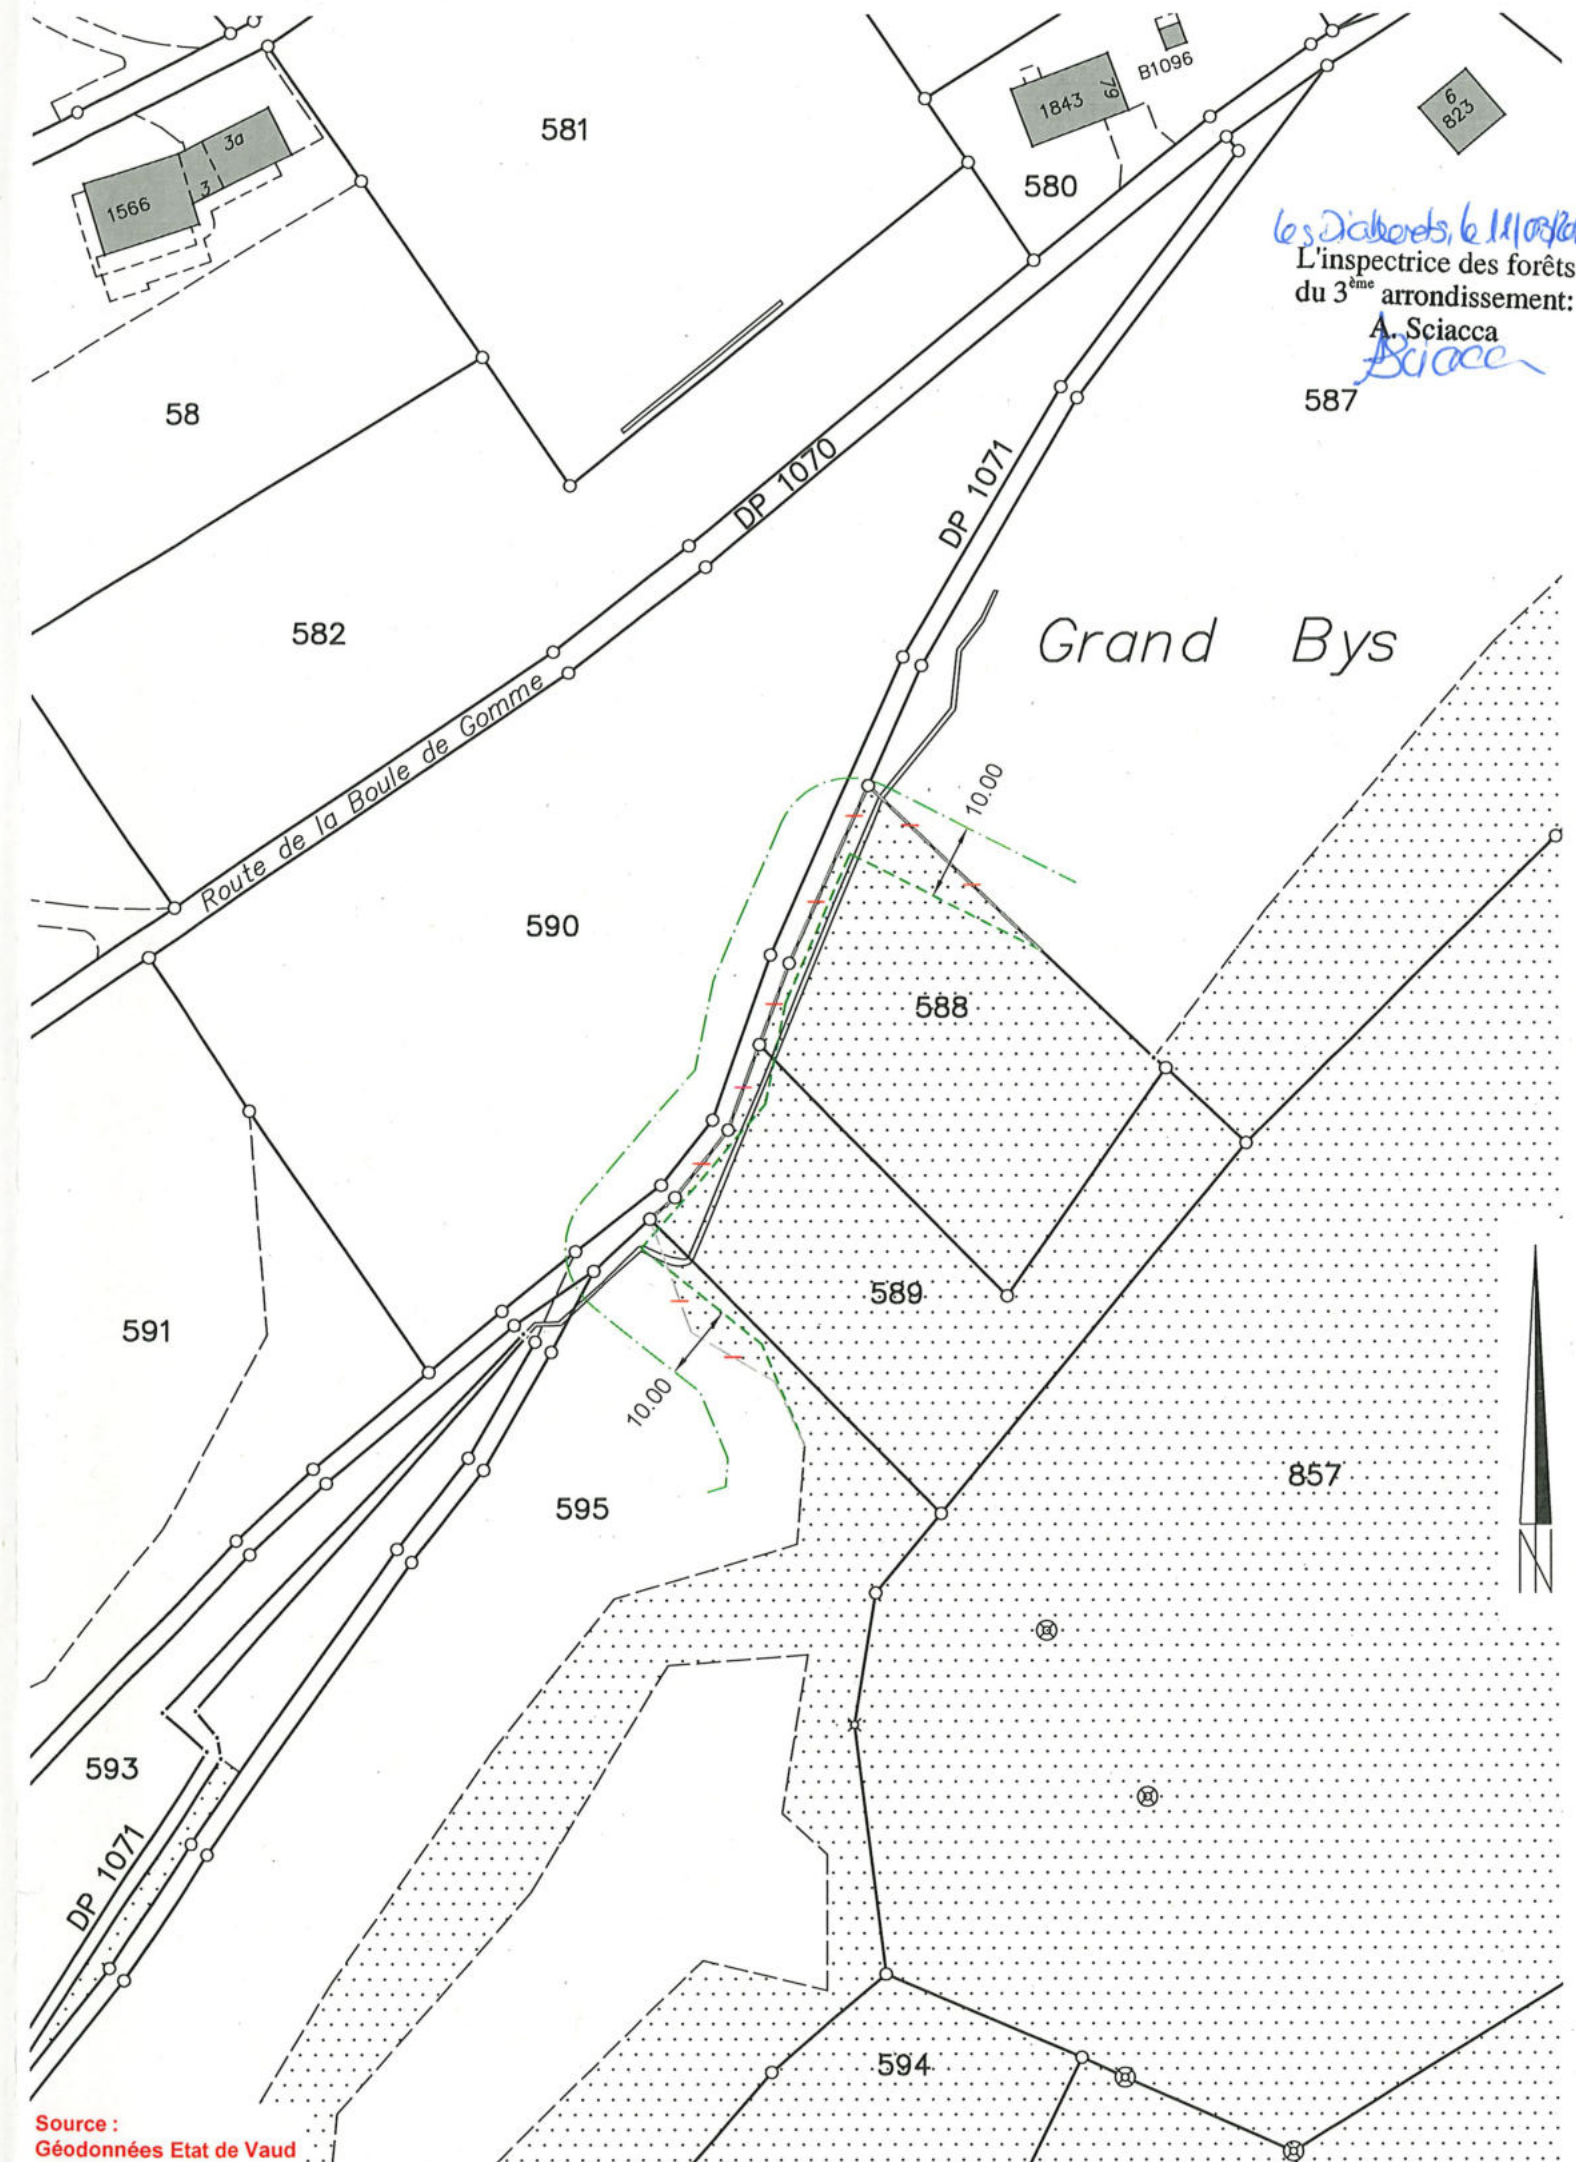 581
B1096
1843
79
6
823
3a
3
1566
580
Les Diablerets, le 11/03/20
L'inspectrice des forêts
du 3ème arrondissement:
A. Sciacca
587
58
DP 1070
DP 1071
582
Grand Bys
Route de la Boule de Gomme
10.00
590
588
589
591
10.00
857
595
N
593
DP 1071
594
Source :
Géodonnées Etat de Vaud